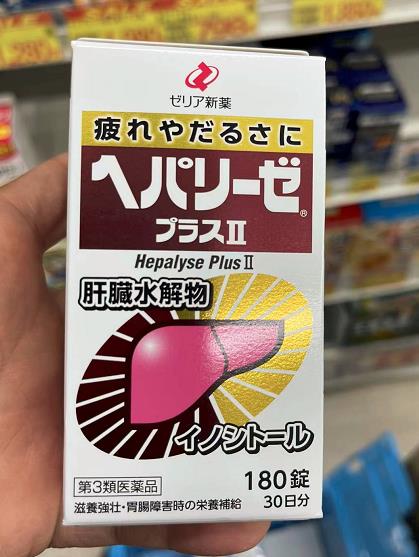 ゼリア新薬
疲れやだるさに
ヘパリーゼ®
プラスII
Hepalyse Plus II
肝臓水解物
イノシトール
第3類医薬品
180錠
滋養強壮・胃腸障害時の栄養補給
30日分